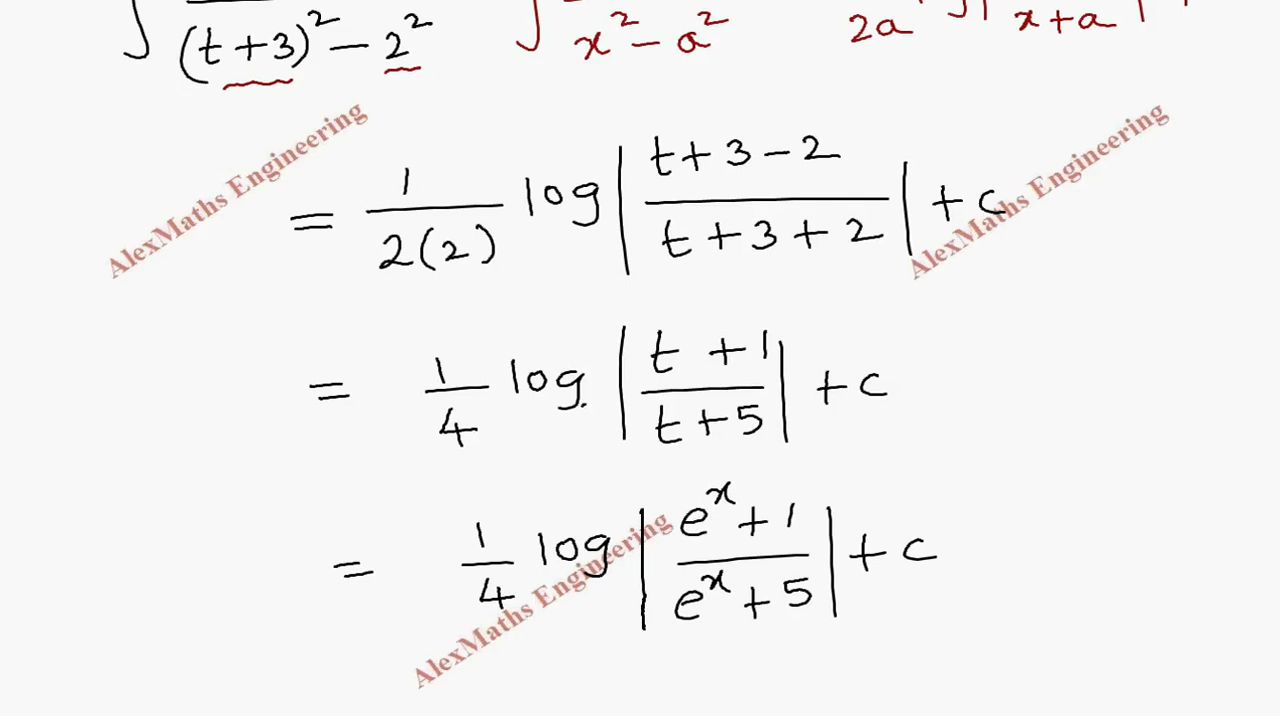 ∫ (t+3)² − 2² ∫ x² − a² 2a x+a
= 1/2(2) log | t+3−2 / t+3+2 | + c
= 1/4 log | t+1 / t+5 | + c
= 1/4 log | eˣ+1 / eˣ+5 | + c
AlexMaths Engineering
AlexMaths Engineering
AlexMaths Engineering